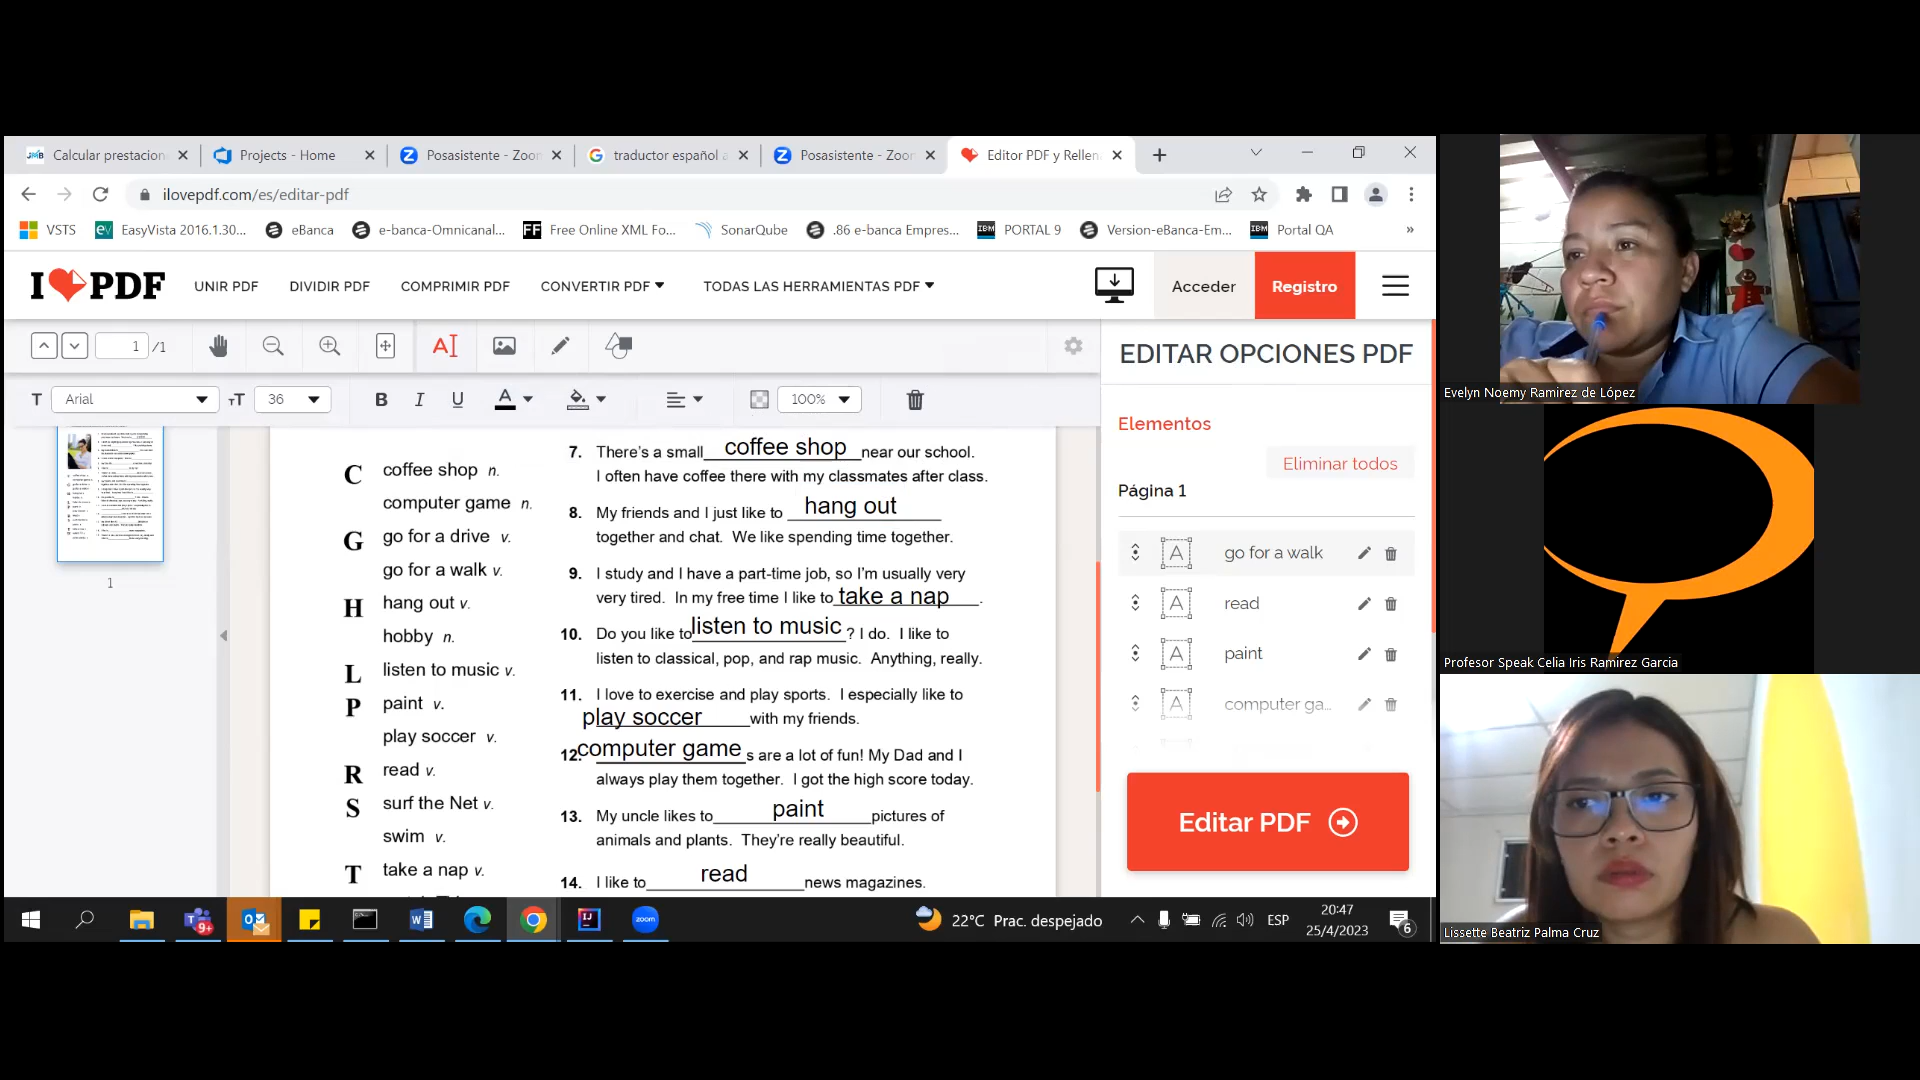 Calcular prestacion
Projects - Home
Posasistente - Zoon
traductor español a
Posasistente - Zoon
Editor PDF y Rellen
ilovepdf.com/es/editar-pdf
VSTS
EasyVista 2016.1.30...
eBanca
e-banca-Omnicanal...
FF Free Online XML Fo...
SonarQube
.86 e-banca Empres...
IBM PORTAL 9
Version-eBanca-Em...
IBM Portal QA
»
I PDF
UNIR PDF
DIVIDIR PDF
COMPRIMIR PDF
CONVERTIR PDF
TODAS LAS HERRAMIENTAS PDF
Acceder
Registro
1 /1
AI
T Arial
TT 36
B I U A
100%
EDITAR OPCIONES PDF
Elementos
Eliminar todos
Página 1
A go for a walk
A read
A paint
A computer ga...
Editar PDF
1
C coffee shop n.
computer game n.
G go for a drive v.
go for a walk v.
H hang out v.
hobby n.
L listen to music v.
P paint v.
play soccer v.
R read v.
S surf the Net v.
swim v.
T take a nap v.
7. There's a small coffee shop near our school.
I often have coffee there with my classmates after class.
8. My friends and I just like to hang out
together and chat. We like spending time together.
9. I study and I have a part-time job, so I'm usually very
very tired. In my free time I like to take a nap .
10. Do you like to listen to music ? I do. I like to
listen to classical, pop, and rap music. Anything, really.
11. I love to exercise and play sports. I especially like to
play soccer with my friends.
12. computer game s are a lot of fun! My Dad and I
always play them together. I got the high score today.
13. My uncle likes to paint pictures of
animals and plants. They're really beautiful.
14. I like to read news magazines.
9+
zoom
22°C Prac. despejado
ESP
20:47
25/4/2023
6
Evelyn Noemy Ramirez de López
Profesor Speak Celia Iris Ramirez Garcia
Lissette Beatriz Palma Cruz